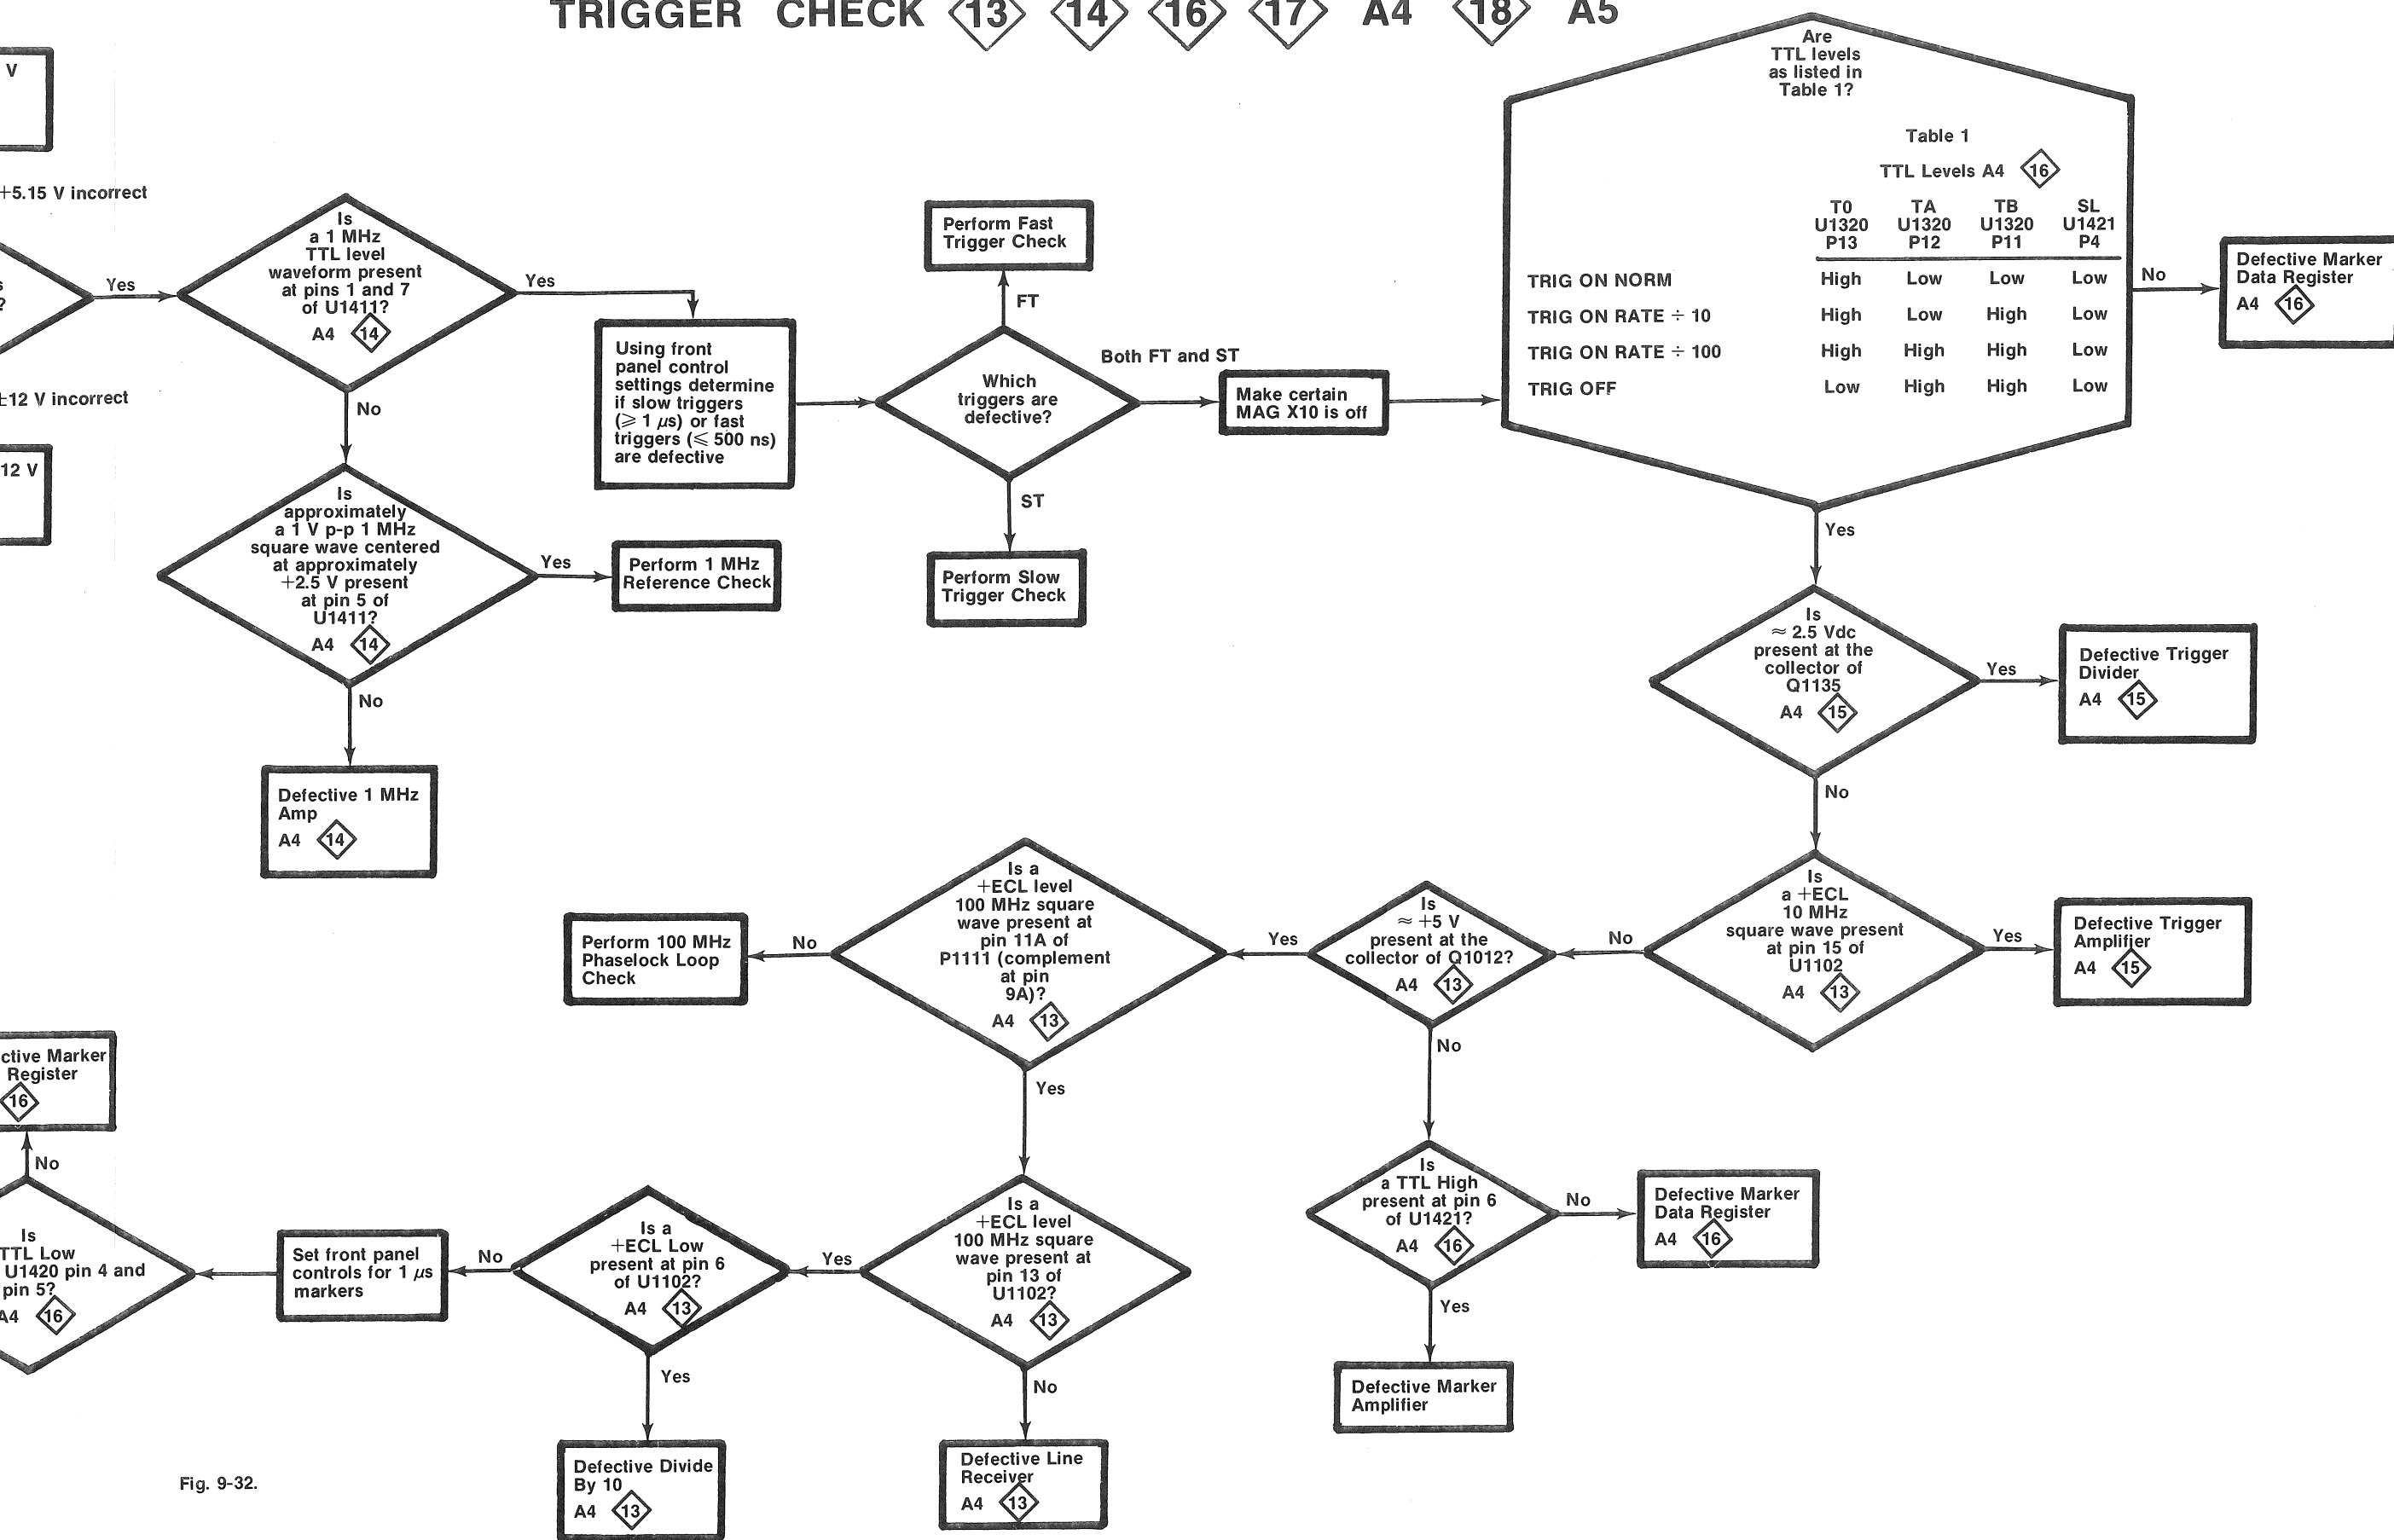 TRIGGER CHECK 13 14 16 17 A4 18 A5
V
+5.15 V incorrect
?
Yes
±12 V incorrect
12 V
Is
a 1 MHz
TTL level
waveform present
at pins 1 and 7
of U1411?
A4 14
Yes
No
Is
approximately
a 1 V p-p 1 MHz
square wave centered
at approximately
+2.5 V present
at pin 5 of
U1411?
A4 14
Yes
Perform 1 MHz
Reference Check
No
Defective 1 MHz
Amp
A4 14
Using front
panel control
settings determine
if slow triggers
(⩾ 1 μs) or fast
triggers (⩽ 500 ns)
are defective
Perform Fast
Trigger Check
FT
Which
triggers are
defective?
Both FT and ST
ST
Perform Slow
Trigger Check
Make certain
MAG X10 is off
Are
TTL levels
as listed in
Table 1?
Table 1
TTL Levels A4 16
T0 TA TB SL
U1320 U1320 U1320 U1421
P13 P12 P11 P4
TRIG ON NORM High Low Low Low
TRIG ON RATE ÷ 10 High Low High Low
TRIG ON RATE ÷ 100 High High High Low
TRIG OFF Low High High Low
No
Defective Marker
Data Register
A4 16
Yes
Is
≈ 2.5 Vdc
present at the
collector of
Q1135
A4 15
Yes
Defective Trigger
Divider
A4 15
No
Is
a +ECL
10 MHz
square wave present
at pin 15 of
U1102
A4 13
Yes
Defective Trigger
Amplifier
A4 15
No
Is
≈ +5 V
present at the
collector of Q1012?
A4 13
Yes
No
Is a
+ECL level
100 MHz square
wave present at
pin 11A of
P1111 (complement
at pin
9A)?
A4 13
No
Perform 100 MHz
Phaselock Loop
Check
Yes
Is
a TTL High
present at pin 6
of U1421?
A4 16
No
Defective Marker
Data Register
A4 16
Yes
Defective Marker
Amplifier
Is a
+ECL level
100 MHz square
wave present at
pin 13 of
U1102?
A4 13
Yes
No
Defective Line
Receiver
A4 13
Is a
+ECL Low
present at pin 6
of U1102?
A4 13
No
Yes
Defective Divide
By 10
A4 13
Set front panel
controls for 1 μs
markers
Is
TTL Low
U1420 pin 4 and
pin 5?
A4 16
No
ctive Marker
Register
16
Fig. 9-32.